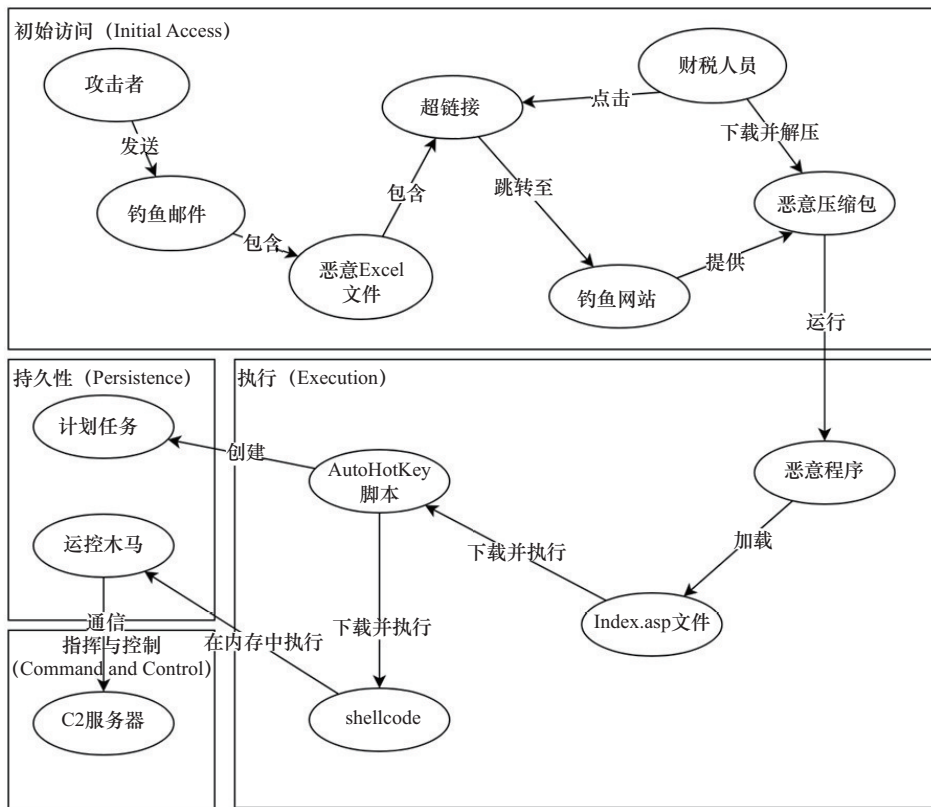 初始访问（Initial Access）
攻击者
财税人员
超链接
点击
发送
下载并解压
钓鱼邮件
包含
跳转至
恶意压缩包
包含
恶意Excel
文件
提供
钓鱼网站
运行
持久性（Persistence）
执行（Execution）
计划任务
创建
AutoHotKey
脚本
恶意程序
运控木马
下载并执行
加载
通信
Index.asp文件
在内存中执行
下载并执行
指挥与控制
（Command and Control）
C2服务器
shellcode